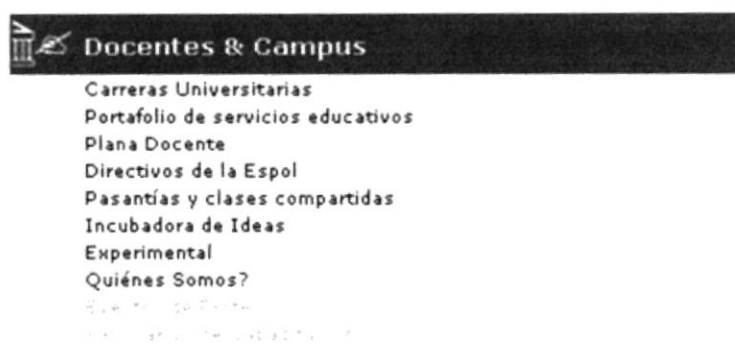 Docentes & Campus
Carreras Universitarias
Portafolio de servicios educativos
Plana Docente
Directivos de la Espol
Pasantías y clases compartidas
Incubadora de Ideas
Experimental
Quiénes Somos?